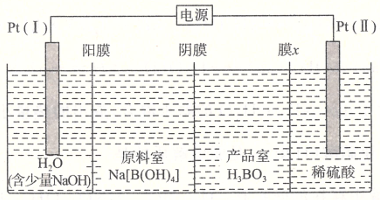 电源
Pt (Ⅰ)
Pt (Ⅱ)
阳膜
阴膜
膜x
H₂O
(含少量NaOH)
原料室
Na[B(OH)₄]
产品室
H₃BO₃
稀硫酸